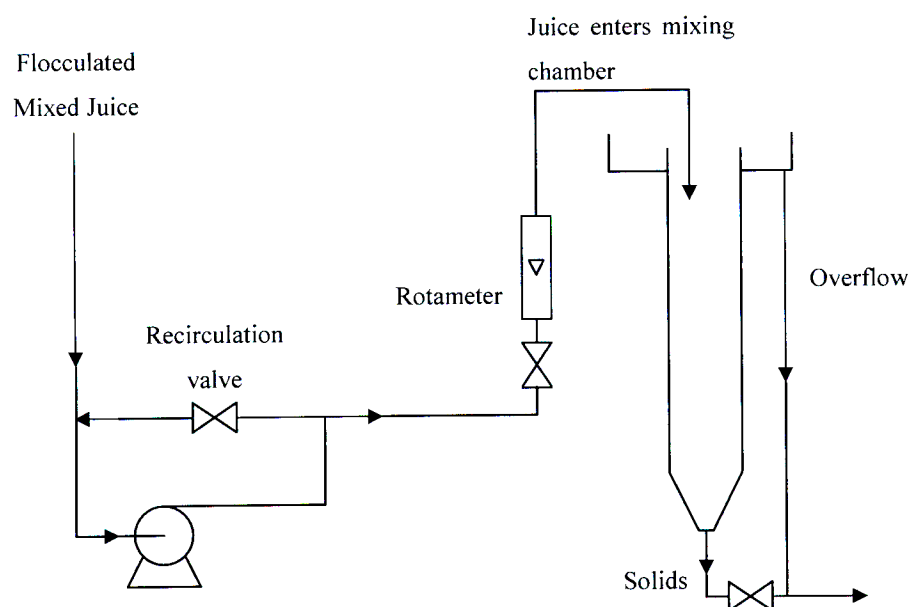 Juice enters mixing
chamber
Flocculated
Mixed Juice
Overflow
Rotameter
Recirculation
valve
Solids